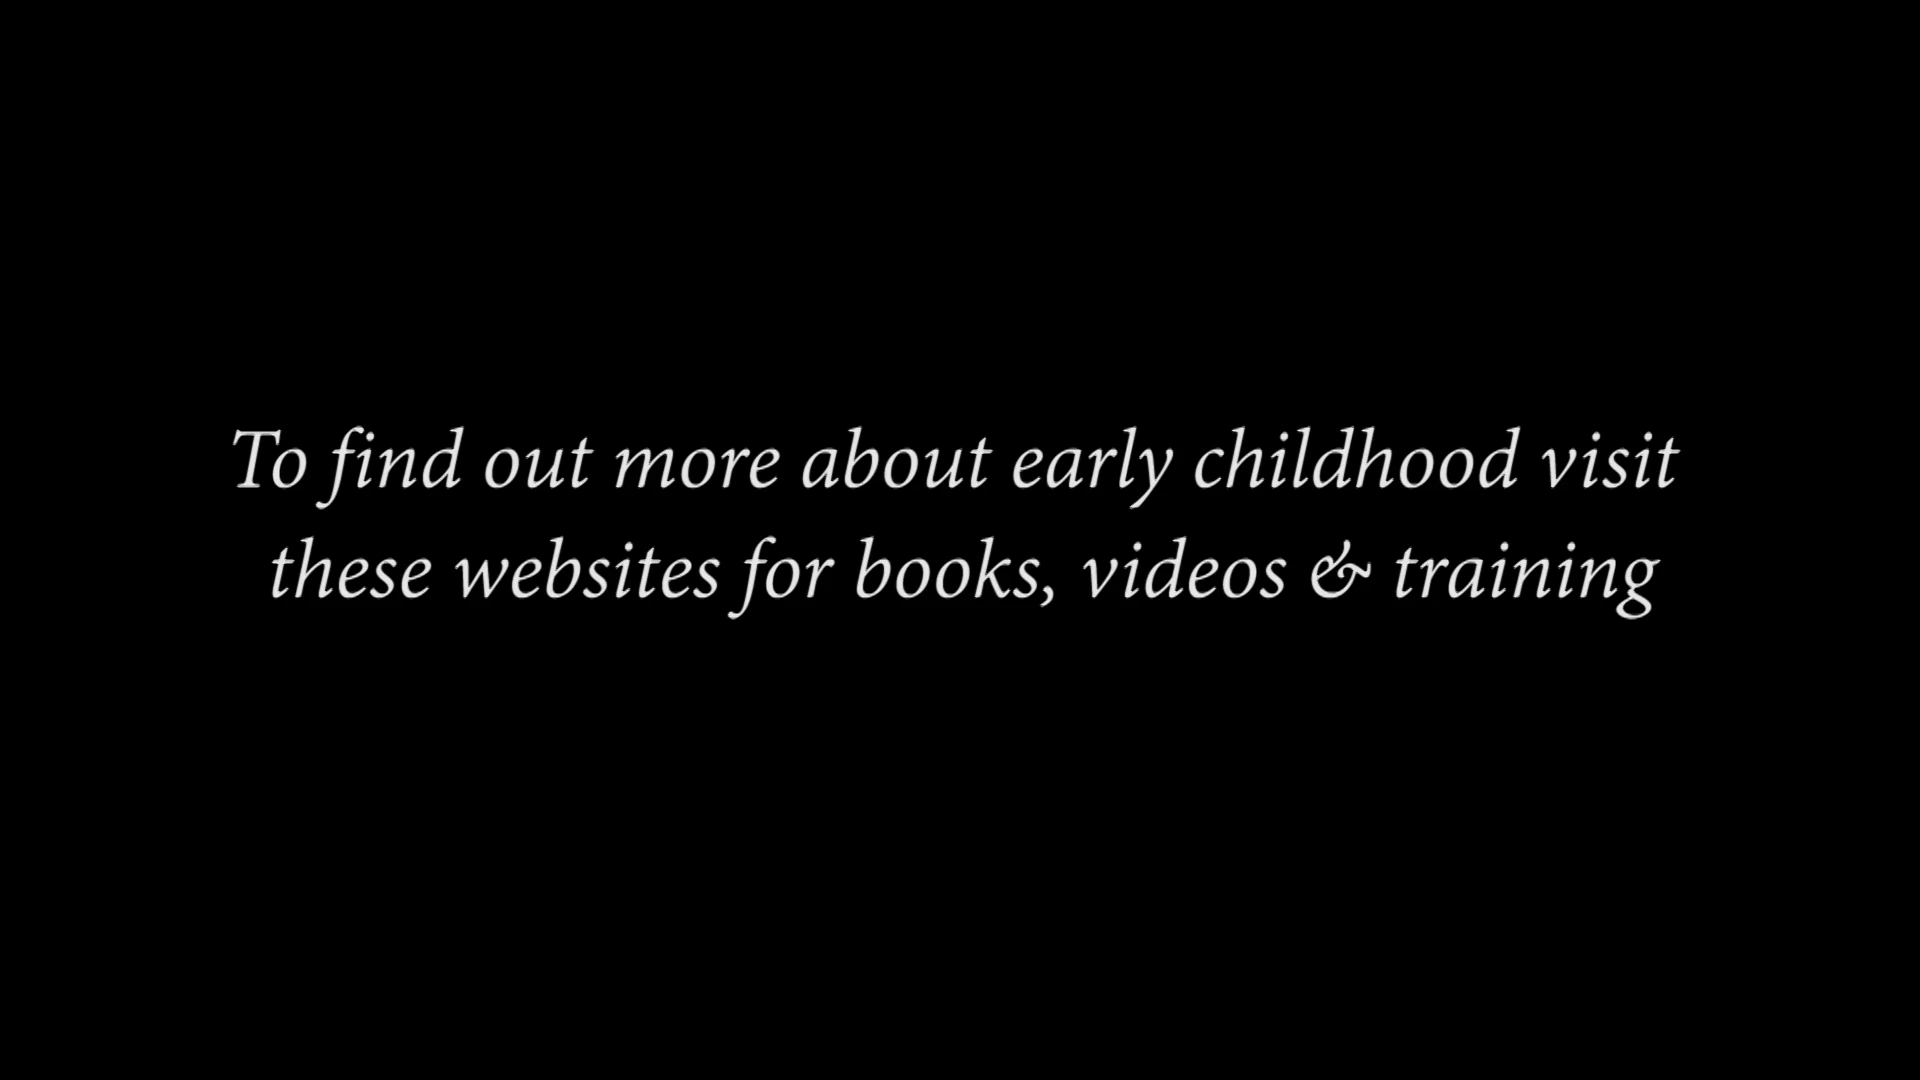 To find out more about early childhood visit
these websites for books, videos & training